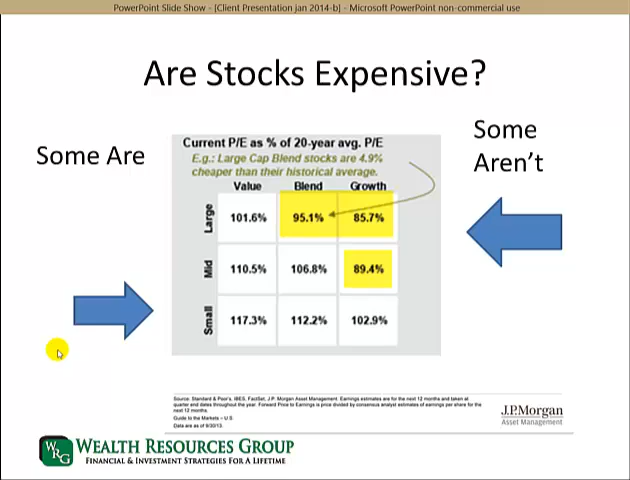 PowerPoint Slide Show - [Client Presentation jan 2014-b] - Microsoft PowerPoint non-commercial use
Are Stocks Expensive?
Some Are
Some
Aren't
Current P/E as % of 20-year avg. P/E
E.g.: Large Cap Blend stocks are 4.9%
cheaper than their historical average.
Value Blend Growth
Large 101.6% 95.1% 85.7%
Mid 110.5% 106.8% 89.4%
Small 117.3% 112.2% 102.9%
Source: Standard & Poor's, IBES, FactSet, J.P. Morgan Asset Management. Earnings estimates are for the next 12 months and taken at
quarter end dates throughout the year. Forward Price to Earnings is price divided by consensus analyst estimates of earnings per share for the
next 12 months.
Guide to the Markets – U.S.
Data are as of 9/30/13.
J.P.Morgan
Asset Management
WRG WEALTH RESOURCES GROUP
FINANCIAL & INVESTMENT STRATEGIES FOR A LIFETIME